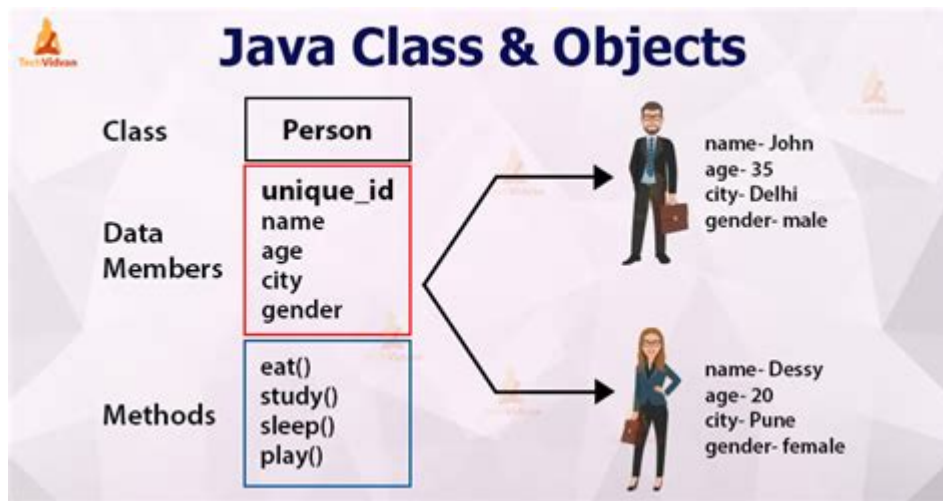 TechVidvan
Java Class & Objects
Class
Person
Data
Members
unique_id
name
age
city
gender
Methods
eat()
study()
sleep()
play()
name- John
age- 35
city- Delhi
gender- male
name- Dessy
age- 20
city- Pune
gender- female